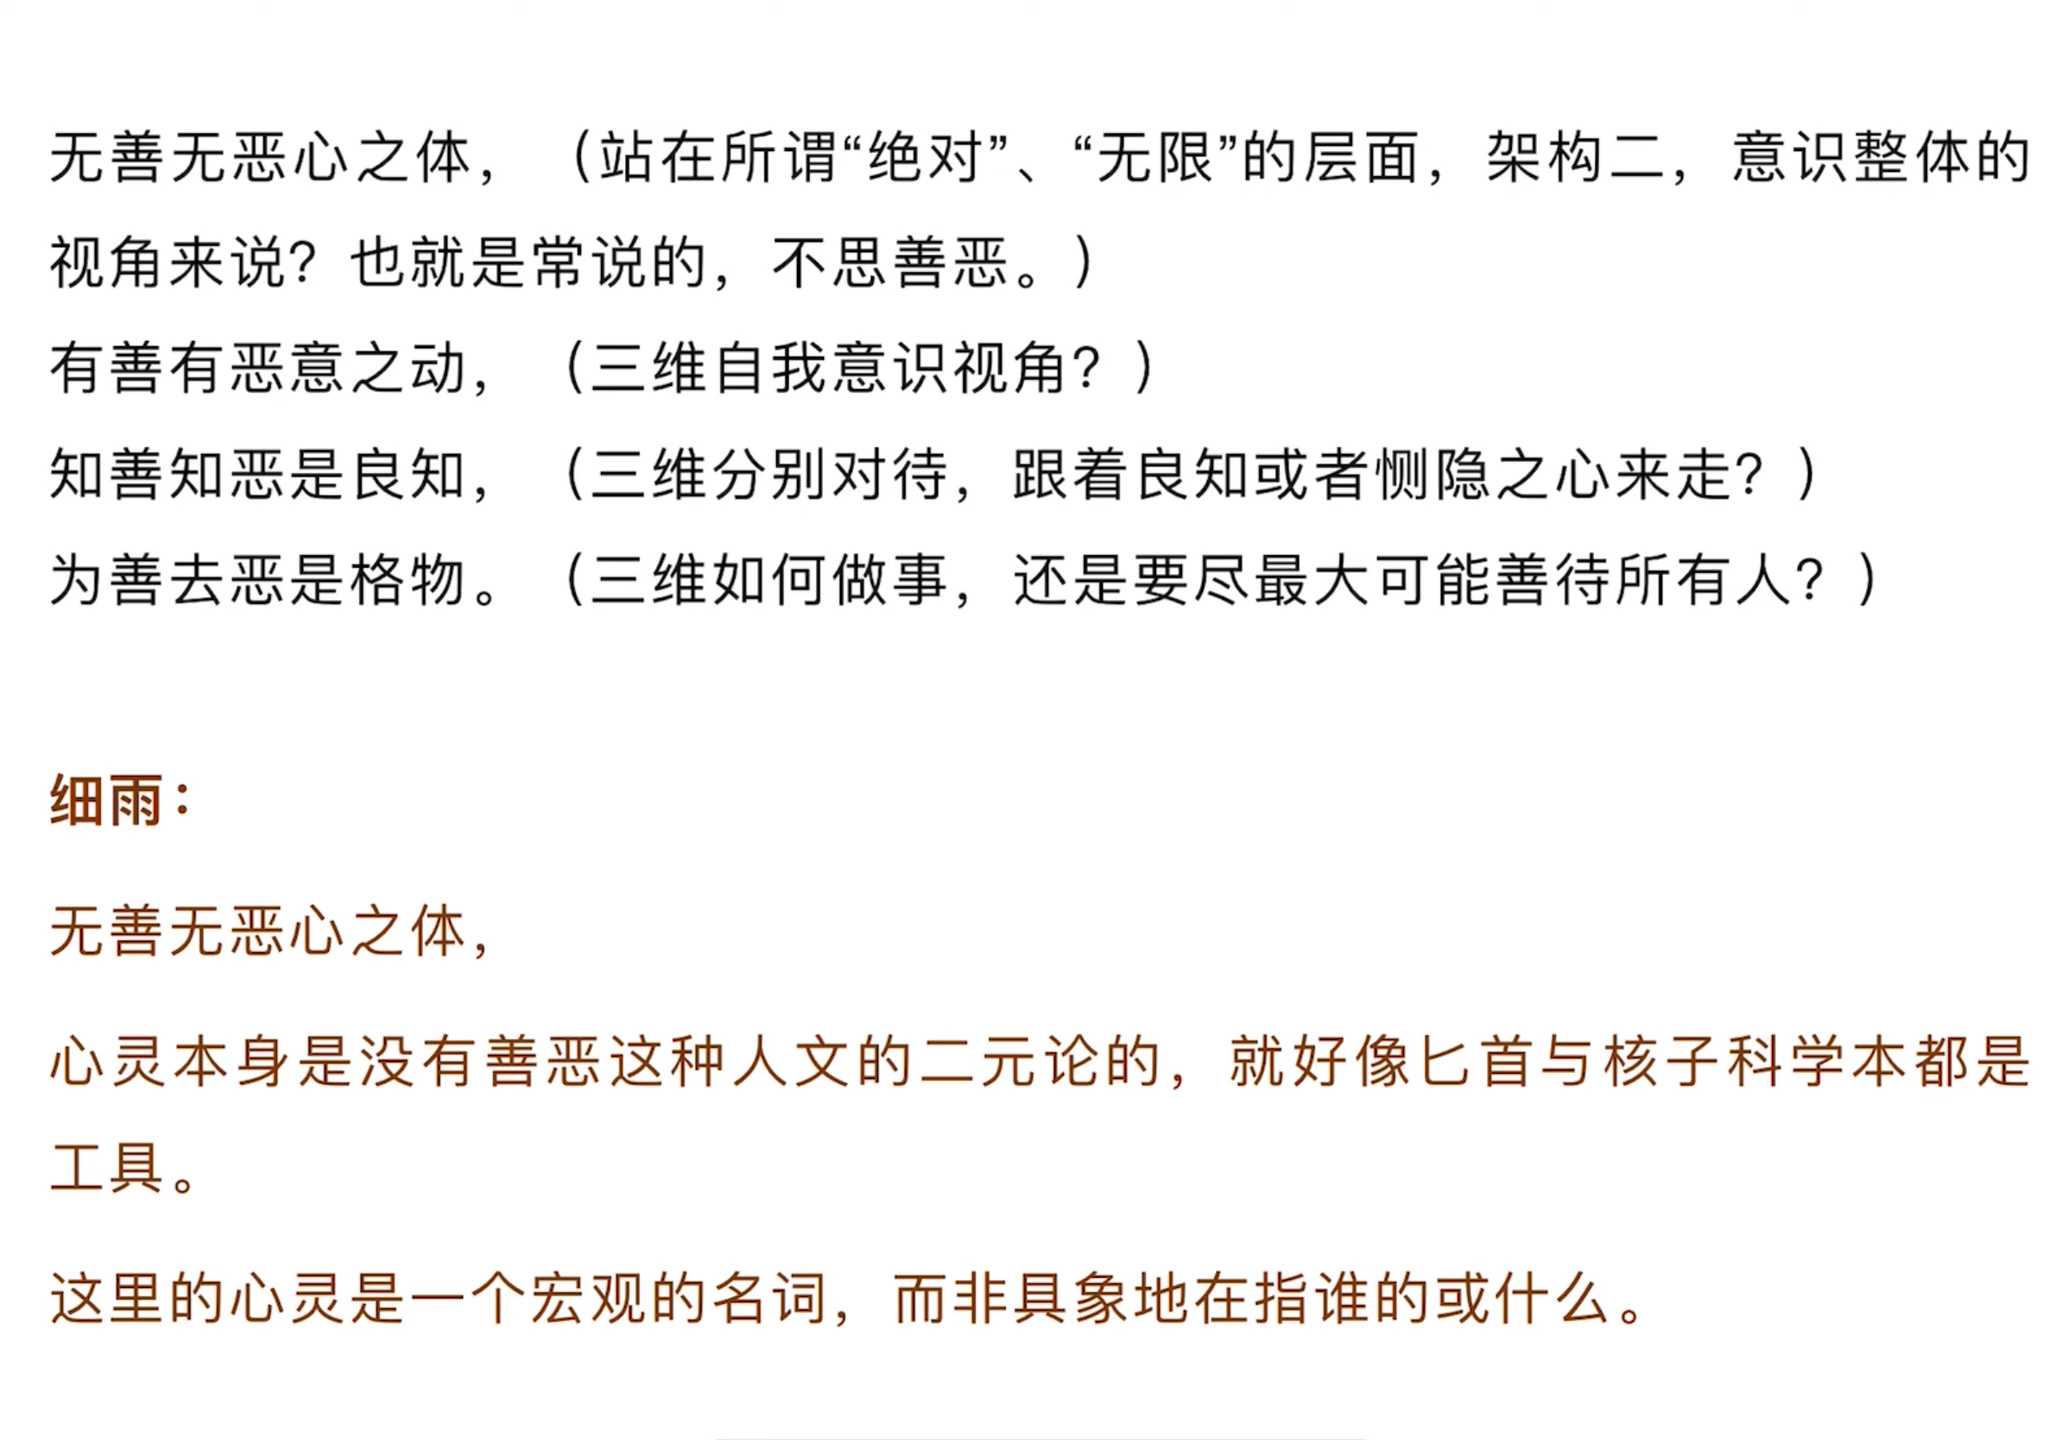 无善无恶心之体，（站在所谓“绝对”、“无限”的层面，架构二，意识整体的
视角来说？也就是常说的，不思善恶。）
有善有恶意之动，（三维自我意识视角？）
知善知恶是良知，（三维分别对待，跟着良知或者恻隐之心来走？）
为善去恶是格物。（三维如何做事，还是要尽最大可能善待所有人？）
细雨：
无善无恶心之体，
心灵本身是没有善恶这种人文的二元论的，就好像匕首与核子科学本都是
工具。
这里的心灵是一个宏观的名词，而非具象地在指谁的或什么。